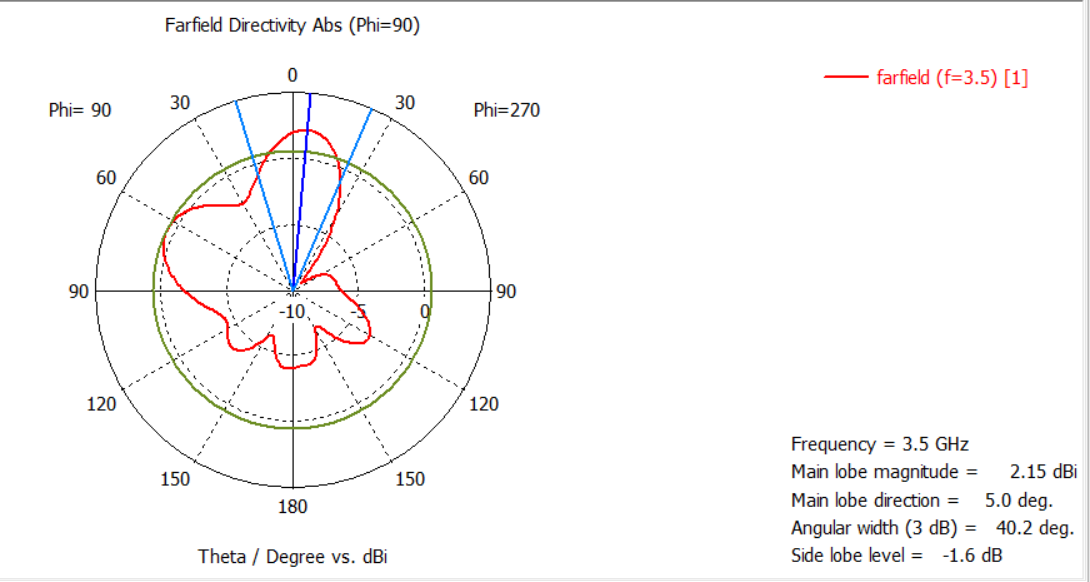 Farfield Directivity Abs (Phi=90)
farfield (f=3.5) [1]
0
Phi= 90
30
30
Phi=270
60
60
90
-10
-5
0
90
120
120
150
150
180
Theta / Degree vs. dBi
Frequency = 3.5 GHz
Main lobe magnitude = 2.15 dBi
Main lobe direction = 5.0 deg.
Angular width (3 dB) = 40.2 deg.
Side lobe level = -1.6 dB